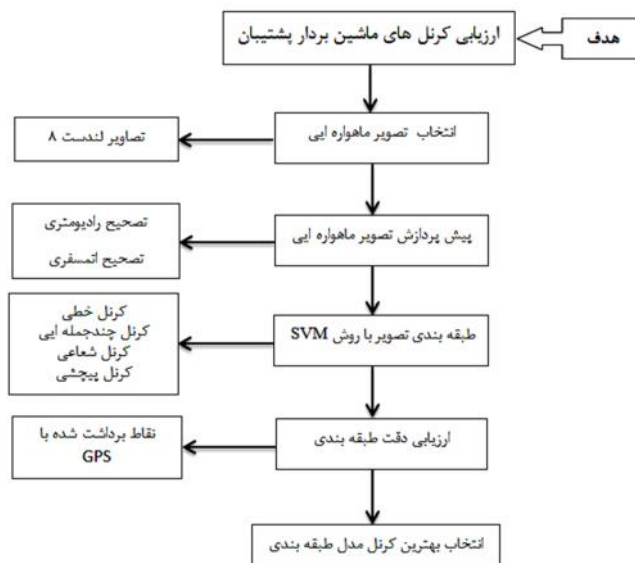 هدف
ارزیابی کرنل های ماشین بردار پشتیبان
انتخاب تصویر ماهواره ایی
تصاویر لندست ۸
پیش پردازش تصویر ماهواره ایی
تصحیح رادیومتری
تصحیح اتمسفری
طبقه بندی تصویر با روش SVM
کرنل خطی
کرنل چندجمله ایی
کرنل شعاعی
کرنل پیچشی
ارزیابی دقت طبقه بندی
نقاط برداشت شده با
GPS
انتخاب بهترین کرنل مدل طبقه بندی